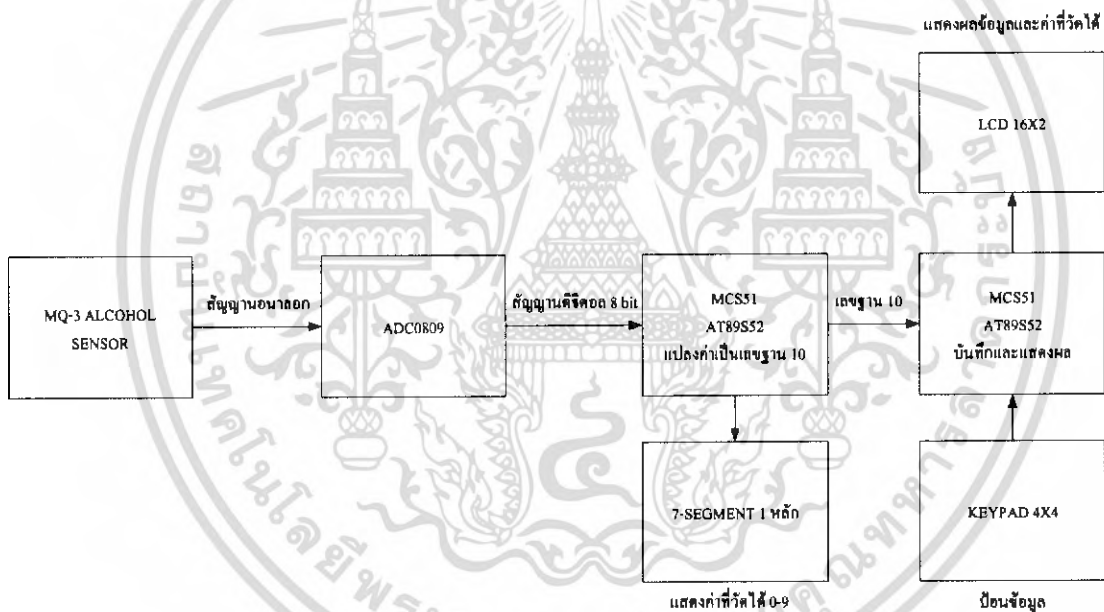 แสดงผลข้อมูลและค่าที่วัดได้
LCD 16X2
MQ-3 ALCOHOL
SENSOR
สัญญานอนาลอก
ADC0809
สัญญานดิจิตอล 8 bit
MCS51
AT89S52
แปลงค่าเป็นเลขฐาน 10
เลขฐาน 10
MCS51
AT89S52
บันทึกและแสดงผล
7-SEGMENT 1 หลัก
แสดงค่าที่วัดได้ 0-9
KEYPAD 4X4
ป้อนข้อมูล